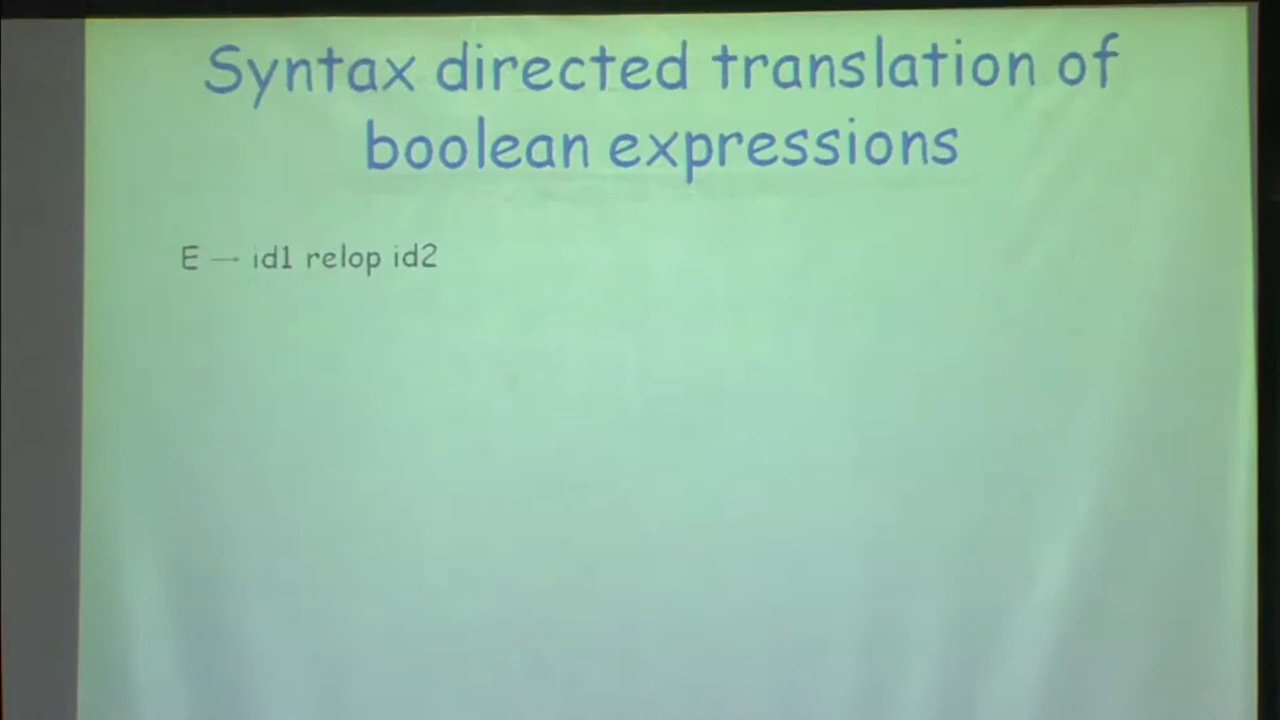 Syntax directed translation of
boolean expressions
E → id1 relop id2